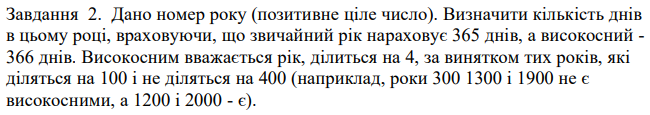 Завдання 2. Дано номер року (позитивне ціле число). Визначити кількість днів
в цьому році, враховуючи, що звичайний рік нараховує 365 днів, а високосний -
366 днів. Високосним вважається рік, ділиться на 4, за винятком тих років, які
діляться на 100 і не діляться на 400 (наприклад, роки 300 1300 і 1900 не є
високосними, а 1200 і 2000 - є).